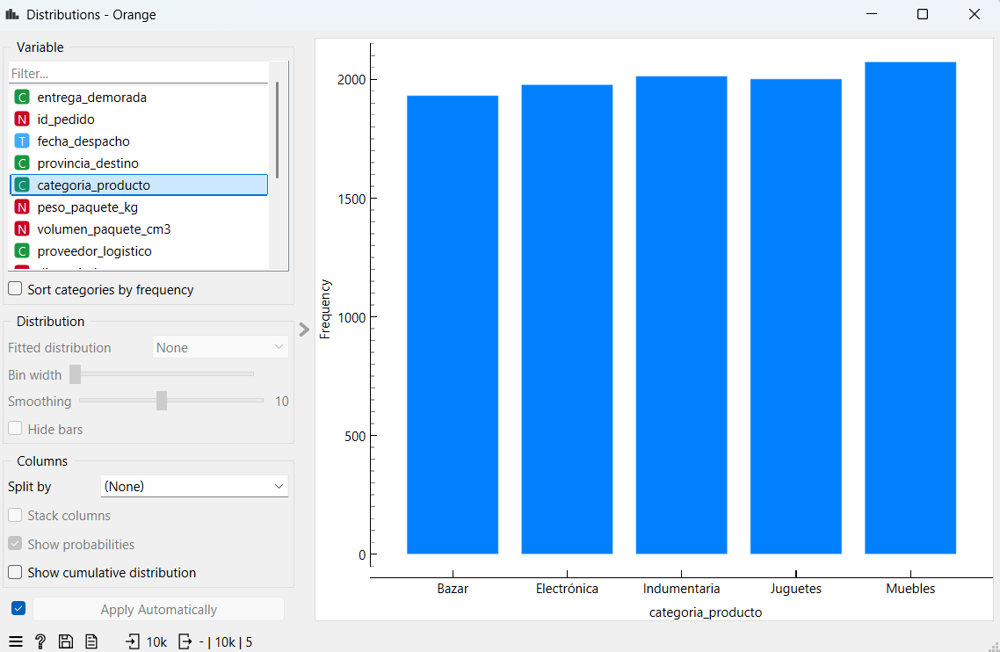 Distributions - Orange
Variable
Filter...
C entrega_demorada
N id_pedido
T fecha_despacho
C provincia_destino
C categoria_producto
N peso_paquete_kg
N volumen_paquete_cm3
C proveedor_logistico
Sort categories by frequency
Distribution
Fitted distribution None
Bin width
Smoothing 10
Hide bars
Columns
Split by (None)
Stack columns
Show probabilities
Show cumulative distribution
Apply Automatically
? 10k - | 10k | 5
Frequency
2000
1500
1000
500
0
Bazar Electrónica Indumentaria Juguetes Muebles
categoria_producto